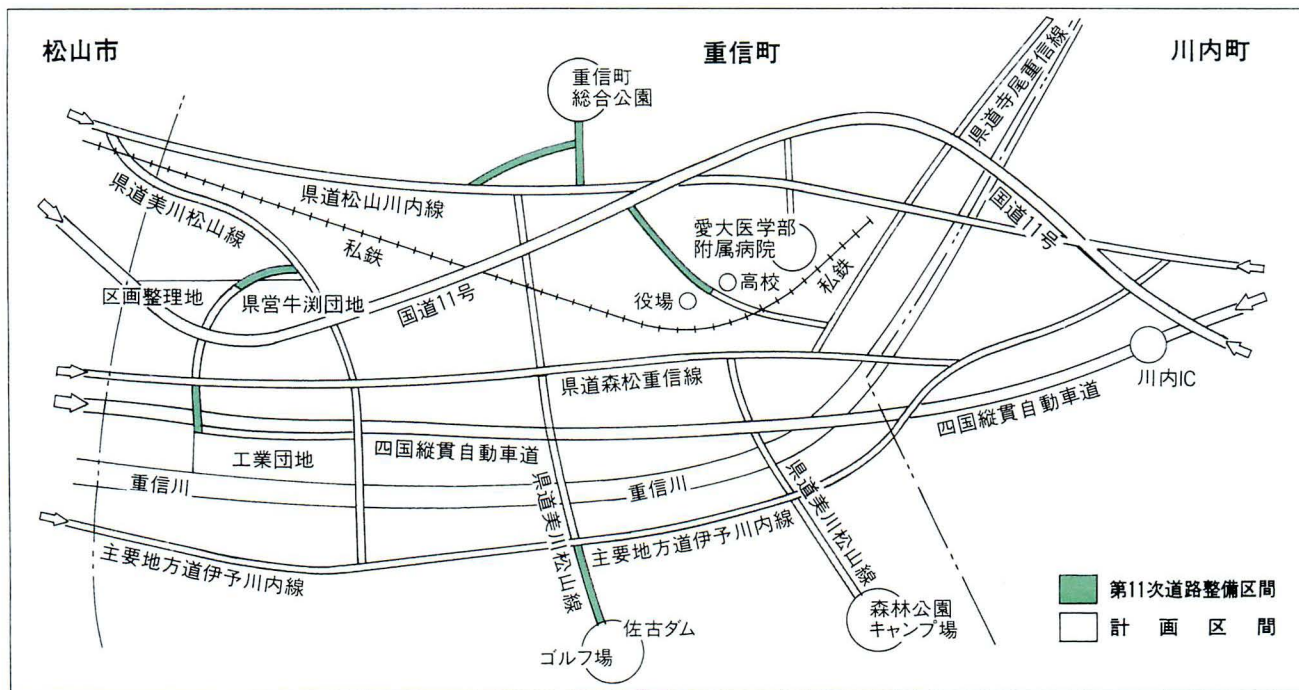 松山市
重信町
川内町
重信町
総合公園
県道寺尾重信線
県道松山川内線
県道美川松山線
国道11号
私鉄
愛大医学部
附属病院
高校
役場
私鉄
区画整理地
県営牛渕団地
国道11号
県道森松重信線
川内IC
四国縦貫自動車道
四国縦貫自動車道
工業団地
重信川
重信川
県道美川松山線
県道美川松山線
主要地方道伊予川内線
主要地方道伊予川内線
佐古ダム
ゴルフ場
森林公園
キャンプ場
第11次道路整備区間
計画区間